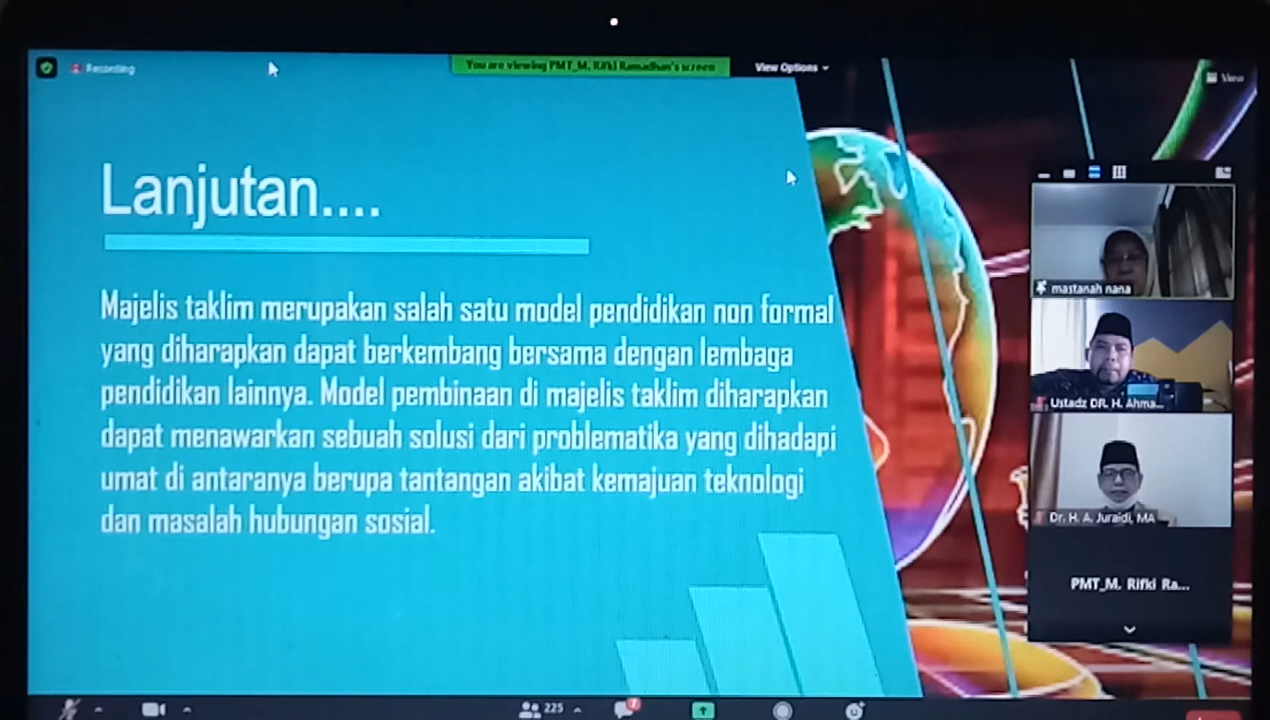 Recording
You are viewing PMT_M, Rifki Ramadhan's screen
View Options
View
Lanjutan....
Majelis taklim merupakan salah satu model pendidikan non formal
yang diharapkan dapat berkembang bersama dengan lembaga
pendidikan lainnya. Model pembinaan di majelis taklim diharapkan
dapat menawarkan sebuah solusi dari problematika yang dihadapi
umat di antaranya berupa tantangan akibat kemajuan teknologi
dan masalah hubungan sosial.
mastanah nana
Ustadz DR. H. Ahma...
Dr. H. A. Juraidi, MA
PMT_M, Rifki Ra...
225
7